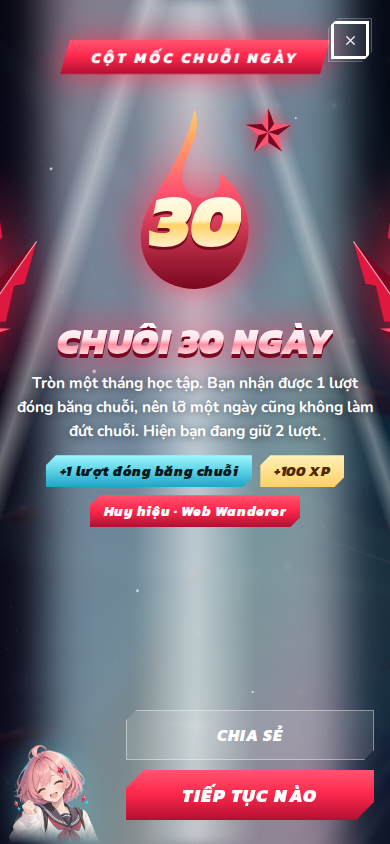 CỘT MỐC CHUỖI NGÀY
×
30
CHUỖI 30 NGÀY
Tròn một tháng học tập. Bạn nhận được 1 lượt
đóng băng chuỗi, nên lỡ một ngày cũng không làm
đứt chuỗi. Hiện bạn đang giữ 2 lượt.
+1 lượt đóng băng chuỗi
+100 XP
Huy hiệu · Web Wanderer
CHIA SẺ
TIẾP TỤC NÀO